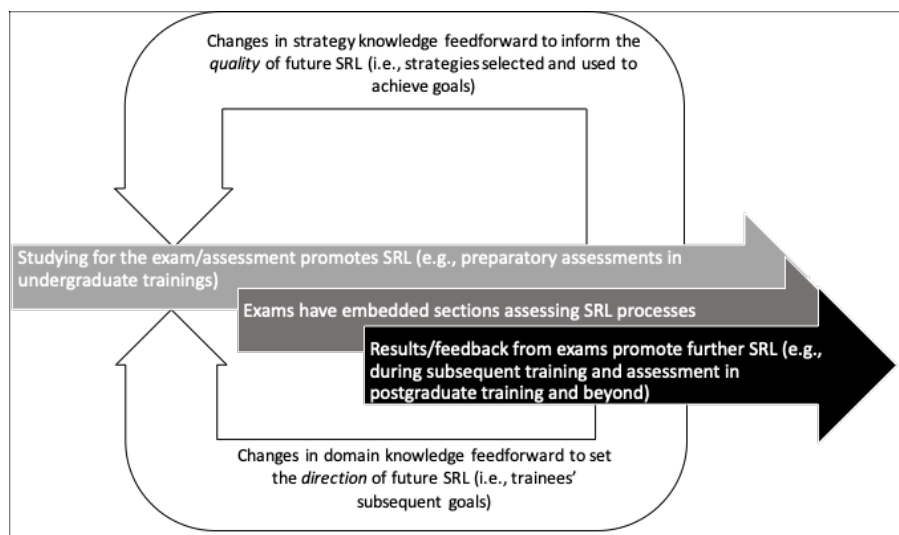 Changes in strategy knowledge feedforward to inform the
quality of future SRL (i.e., strategies selected and used to
achieve goals)
Studying for the exam/assessment promotes SRL (e.g., preparatory assessments in
undergraduate trainings)
Exams have embedded sections assessing SRL processes
Results/feedback from exams promote further SRL (e.g.,
during subsequent training and assessment in
postgraduate training and beyond)
Changes in domain knowledge feedforward to set
the direction of future SRL (i.e., trainees’
subsequent goals)